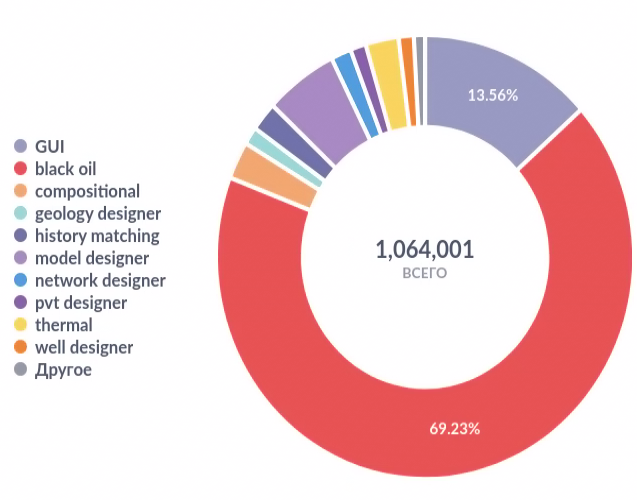 GUI
black oil
compositional
geology designer
history matching
model designer
network designer
pvt designer
thermal
well designer
Другое
13.56%
1,064,001
ВСЕГО
69.23%